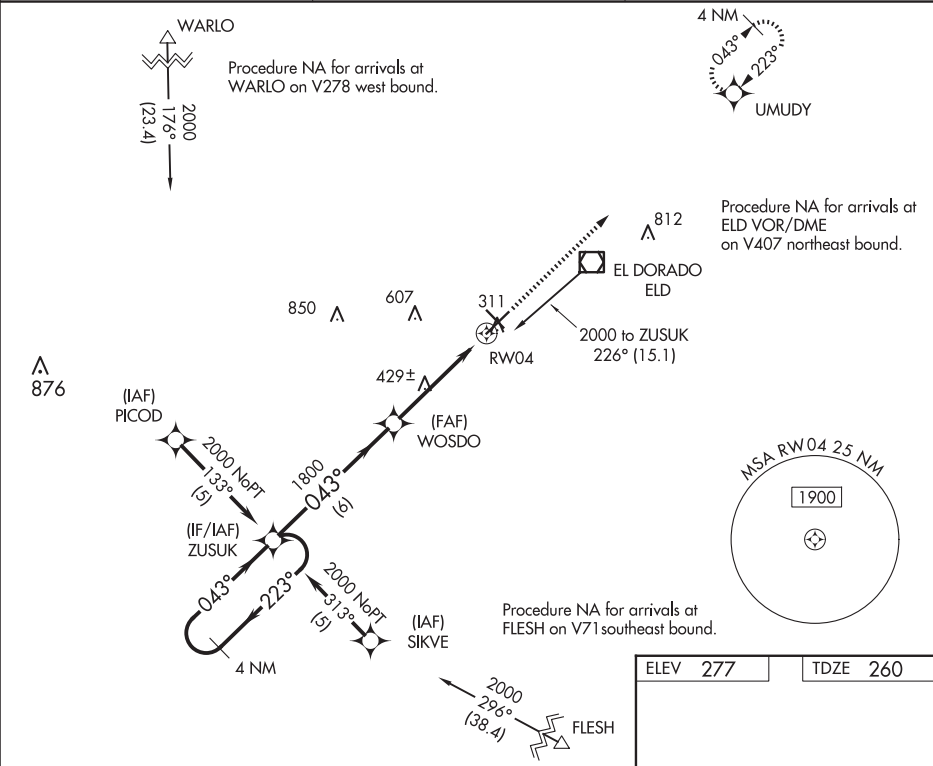 WARLO
Procedure NA for arrivals at
WARLO on V278 west bound.
2000
176°
(23.4)
4 NM
043°
223°
UMUDY
Procedure NA for arrivals at
ELD VOR/DME
on V407 northeast bound.
812
EL DORADO
ELD
850
607
311
RW04
2000 to ZUSUK
226° (15.1)
876
429±
(IAF)
PICOD
(FAF)
WOSDO
2000 NoPT
133°
(5)
1800
043°
(6)
(IF/IAF)
ZUSUK
MSA RW04 25 NM
1900
043°
223°
4 NM
2000 NoPT
313°
(5)
(IAF)
SIKVE
Procedure NA for arrivals at
FLESH on V71southeast bound.
2000
296°
(38.4)
FLESH
ELEV 277
TDZE 260